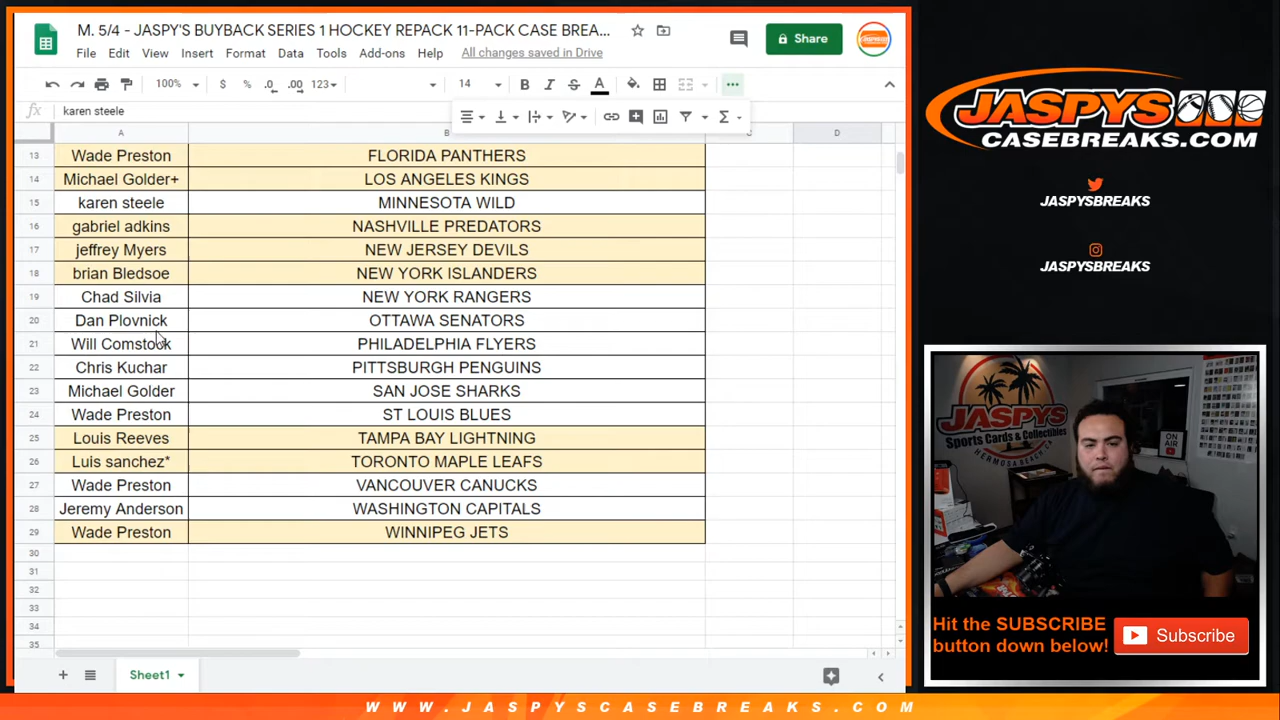 M. 5/4 - JASPY'S BUYBACK SERIES 1 HOCKEY REPACK 11-PACK CASE BREA...
Share
File Edit View Insert Format Data Tools Add-ons Help All changes saved in Drive
100% $ % .0 .00 123 14 B I S A
fx karen steele
A B C D
13 Wade Preston FLORIDA PANTHERS
14 Michael Golder+ LOS ANGELES KINGS
15 karen steele MINNESOTA WILD
16 gabriel adkins NASHVILLE PREDATORS
17 jeffrey Myers NEW JERSEY DEVILS
18 brian Bledsoe NEW YORK ISLANDERS
19 Chad Silvia NEW YORK RANGERS
20 Dan Plovnick OTTAWA SENATORS
21 Will Comstock PHILADELPHIA FLYERS
22 Chris Kuchar PITTSBURGH PENGUINS
23 Michael Golder SAN JOSE SHARKS
24 Wade Preston ST LOUIS BLUES
25 Louis Reeves TAMPA BAY LIGHTNING
26 Luis sanchez* TORONTO MAPLE LEAFS
27 Wade Preston VANCOUVER CANUCKS
28 Jeremy Anderson WASHINGTON CAPITALS
29 Wade Preston WINNIPEG JETS
30
31
32
33
34
35
Sheet1
JASPYS
CASEBREAKS.COM
JASPYSBREAKS
JASPYSBREAKS
JASPYS
Sports Cards & Collectibles
HERMOSA BEACH CA
ON AIR
Hit the SUBSCRIBE
button down below!
Subscribe
WWW.JASPYSCASEBREAKS.COM